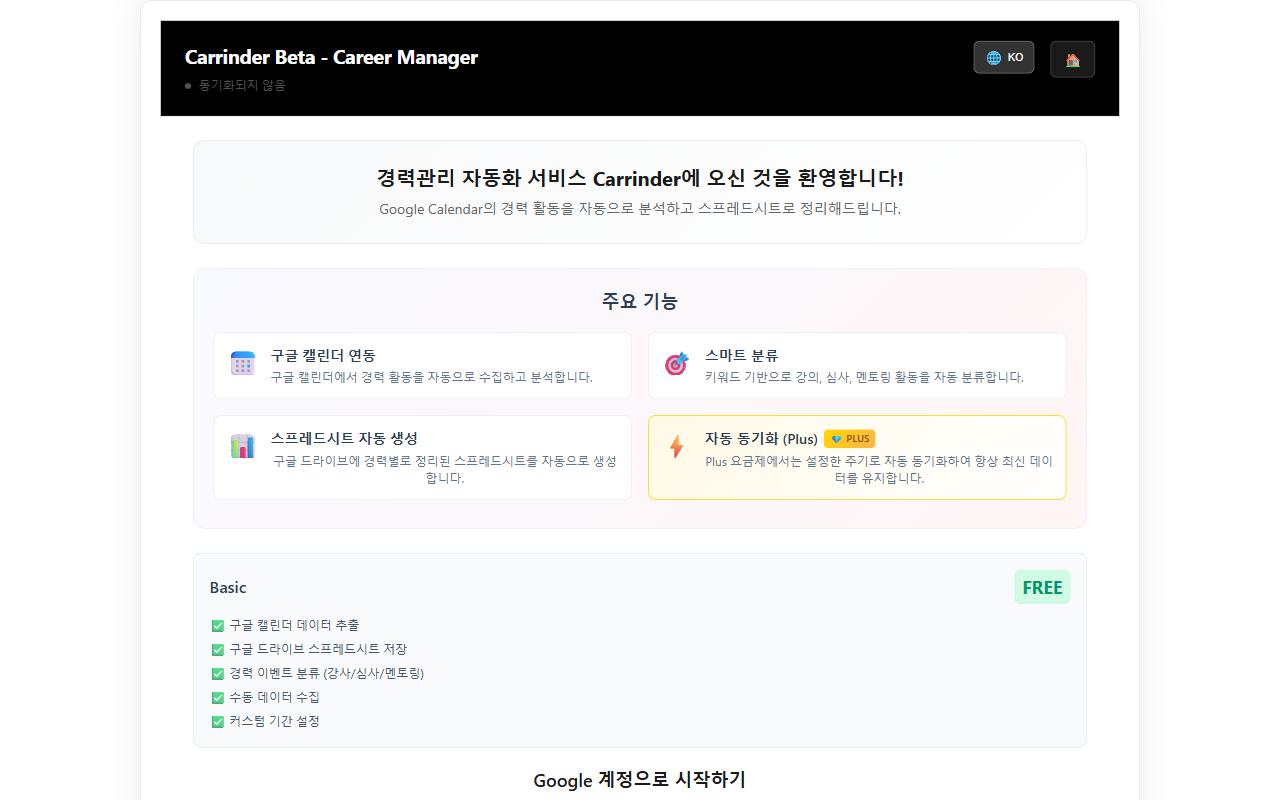 Carrinder Beta - Career Manager
동기화되지 않음
KO
경력관리 자동화 서비스 Carrinder에 오신 것을 환영합니다!
Google Calendar의 경력 활동을 자동으로 분석하고 스프레드시트로 정리해드립니다.
주요 기능
구글 캘린더 연동
구글 캘린더에서 경력 활동을 자동으로 수집하고 분석합니다.
스마트 분류
키워드 기반으로 강의, 심사, 멘토링 활동을 자동 분류합니다.
스프레드시트 자동 생성
구글 드라이브에 경력별로 정리된 스프레드시트를 자동으로 생성
합니다.
자동 동기화 (Plus) PLUS
Plus 요금제에서는 설정한 주기로 자동 동기화하여 항상 최신 데이
터를 유지합니다.
Basic
FREE
구글 캘린더 데이터 추출
구글 드라이브 스프레드시트 저장
경력 이벤트 분류 (강사/심사/멘토링)
수동 데이터 수집
커스텀 기간 설정
Google 계정으로 시작하기